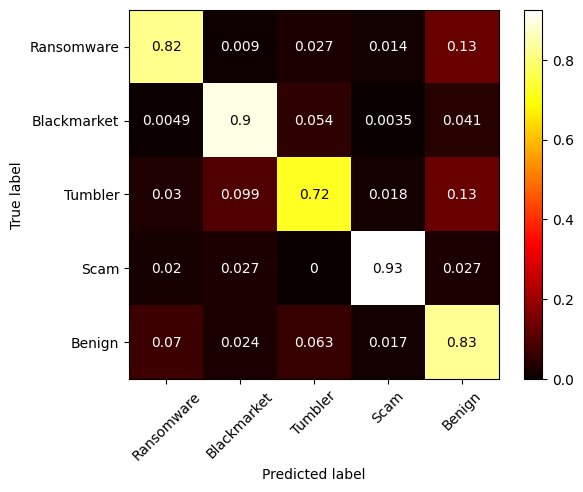 Ransomware 0.82 0.009 0.027 0.014 0.13
Blackmarket 0.0049 0.9 0.054 0.0035 0.041
Tumbler 0.03 0.099 0.72 0.018 0.13
Scam 0.02 0.027 0 0.93 0.027
Benign 0.07 0.024 0.063 0.017 0.83
True label
Ransomware Blackmarket Tumbler Scam Benign
Predicted label
0.8
0.6
0.4
0.2
0.0